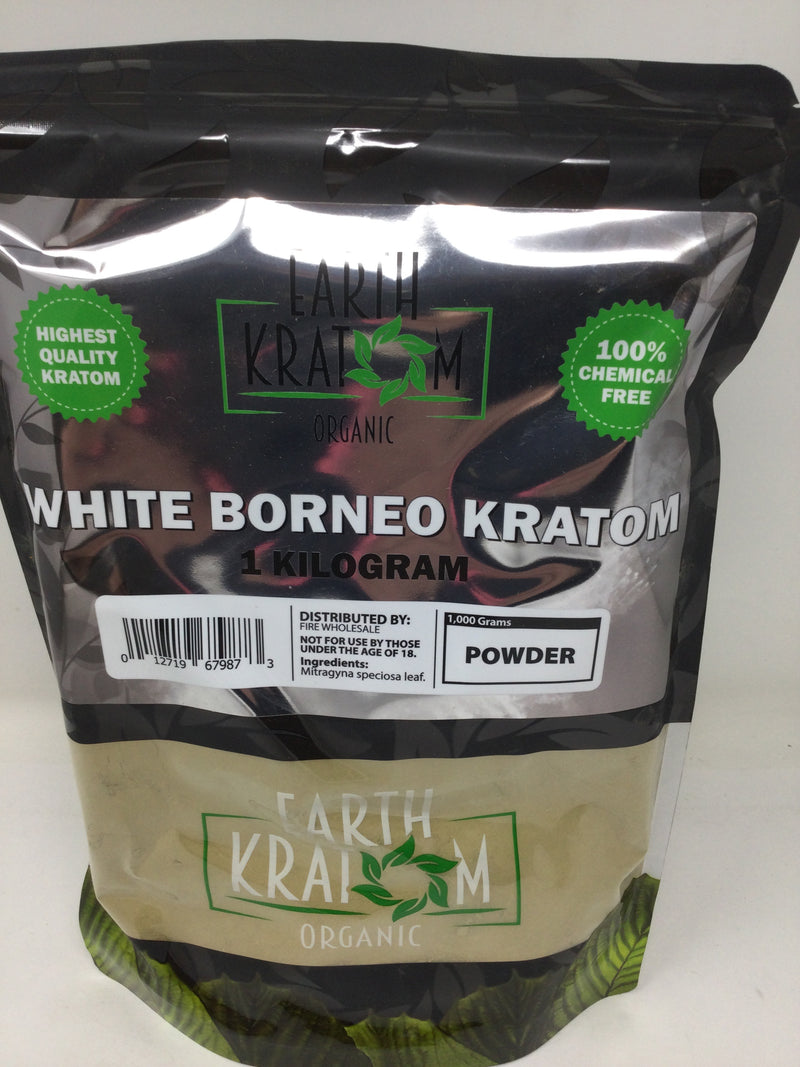 EARTH
KRATOM
ORGANIC
HIGHEST
QUALITY
KRATOM
100%
CHEMICAL
FREE
WHITE BORNEO KRATOM
1 KILOGRAM
0 12719 67987 3
DISTRIBUTED BY:
FIRE WHOLESALE
NOT FOR USE BY THOSE
UNDER THE AGE OF 18.
Ingredients:
Mitragyna speciosa leaf.
1,000 Grams
POWDER
EARTH
KRATOM
ORGANIC